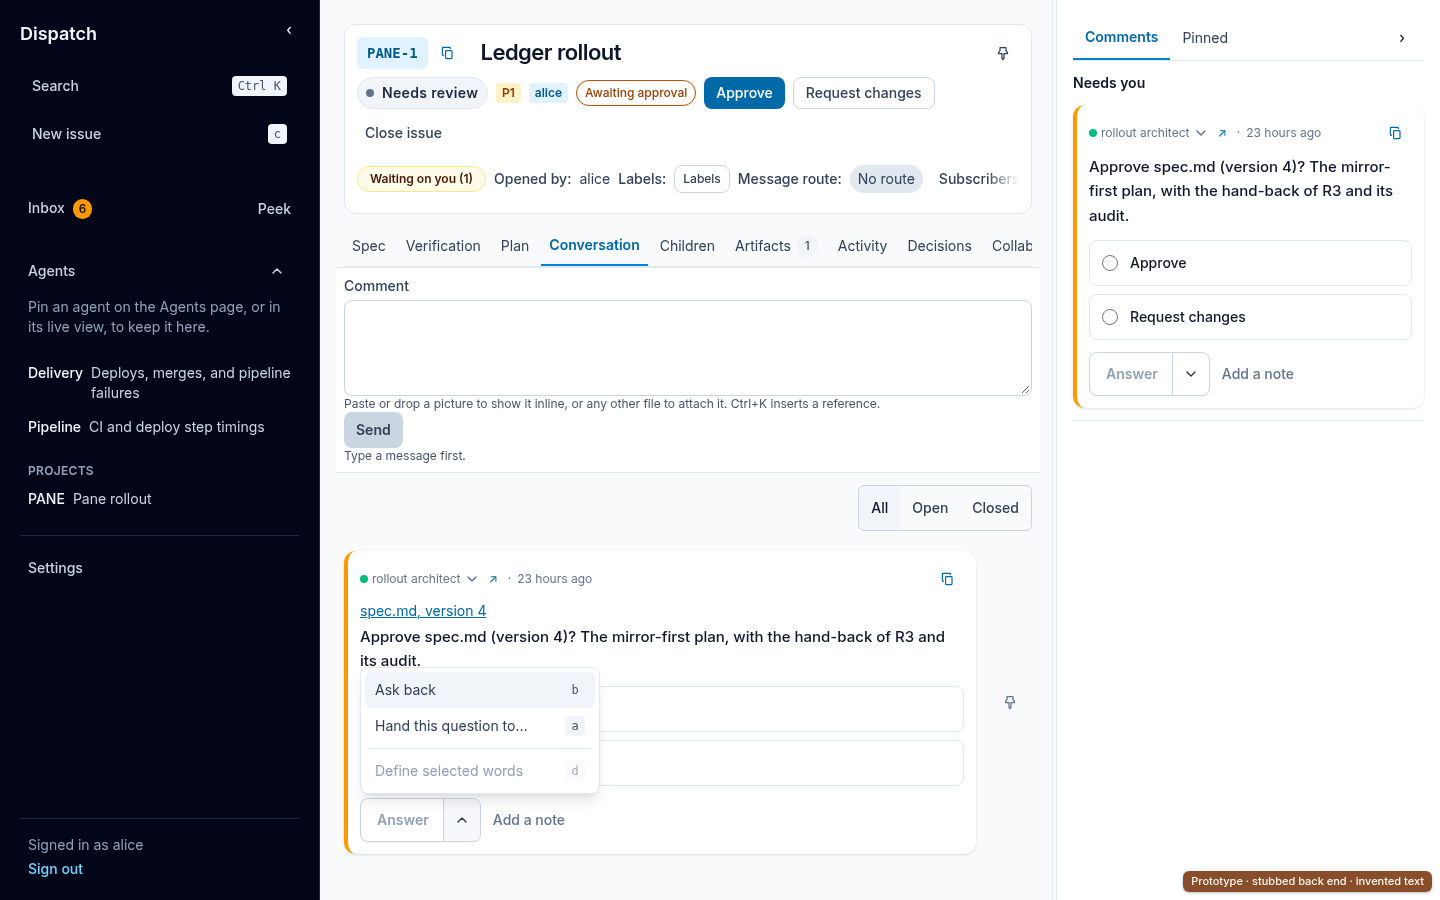 Dispatch
Search
Ctrl K
New issue
c
Inbox 6
Peek
Agents
Pin an agent on the Agents page, or in
its live view, to keep it here.
Delivery Deploys, merges, and pipeline
failures
Pipeline CI and deploy step timings
PROJECTS
PANE Pane rollout
Settings
Signed in as alice
Sign out
PANE-1
Ledger rollout
Needs review
P1
alice
Awaiting approval
Approve
Request changes
Close issue
Waiting on you (1)
Opened by: alice
Labels: Labels
Message route: No route
Subscribers
Spec
Verification
Plan
Conversation
Children
Artifacts 1
Activity
Decisions
Collab
Comment
Paste or drop a picture to show it inline, or any other file to attach it. Ctrl+K inserts a reference.
Send
Type a message first.
All
Open
Closed
rollout architect · 23 hours ago
spec.md, version 4
Approve spec.md (version 4)? The mirror-first plan, with the hand-back of R3 and
its audit.
Ask back b
Hand this question to... a
Define selected words d
Answer
Add a note
Comments
Pinned
Needs you
rollout architect · 23 hours ago
Approve spec.md (version 4)? The mirror-
first plan, with the hand-back of R3 and its
audit.
Approve
Request changes
Answer
Add a note
Prototype · stubbed back end · invented text